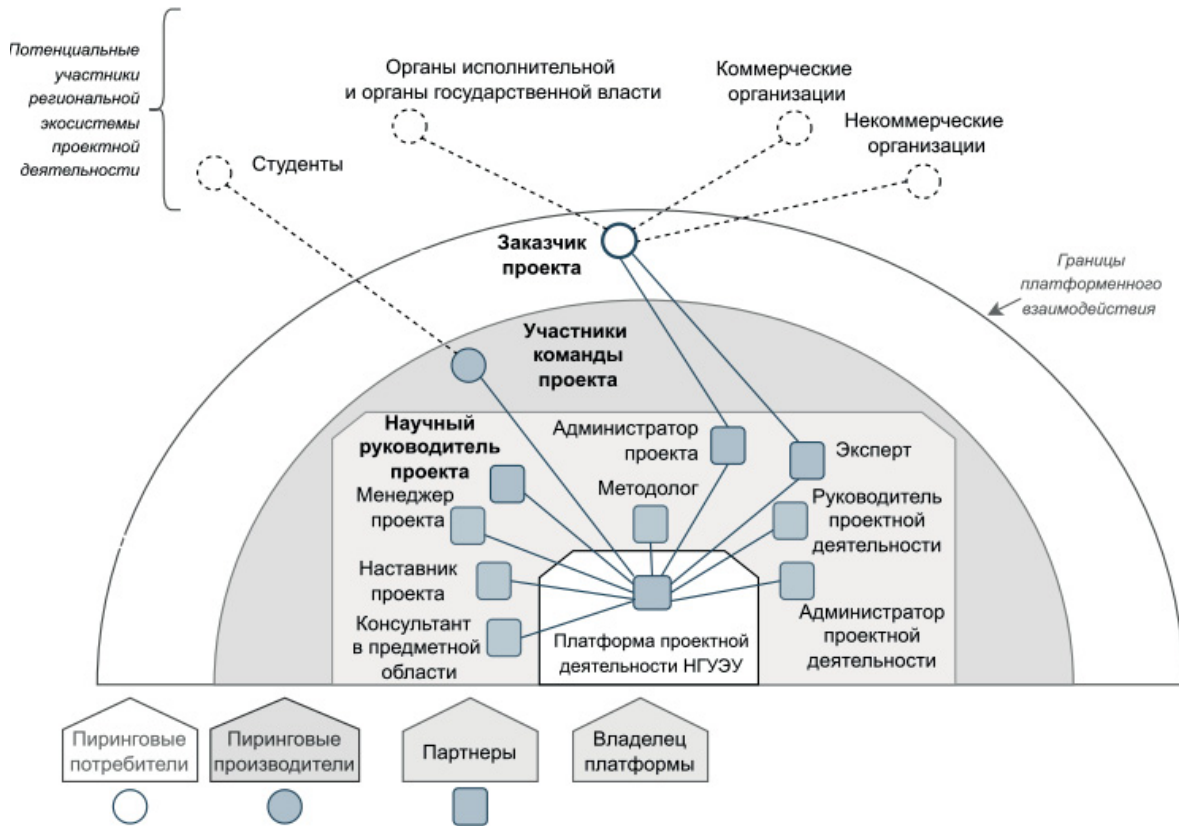 Потенциальные
участники
региональной
экосистемы
проектной
деятельности
Органы исполнительной
и органы государственной власти
Коммерческие
организации
Некоммерческие
организации
Студенты
Заказчик
проекта
Границы
платформенного
взаимодействия
Участники
команды
проекта
Научный
руководитель
проекта
Администратор
проекта
Эксперт
Менеджер
проекта
Методолог
Руководитель
проектной
деятельности
Наставник
проекта
Консультант
в предметной
области
Платформа проектной
деятельности НГУЭУ
Администратор
проектной
деятельности
Пиринговые
потребители
Пиринговые
производители
Партнеры
Владелец
платформы